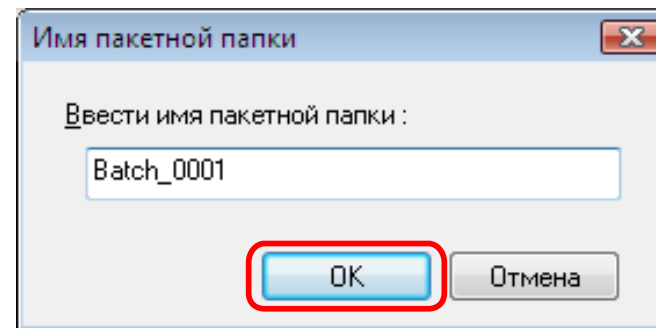 Имя пакетной папки
Ввести имя пакетной папки :
Batch_0001
OK
Отмена